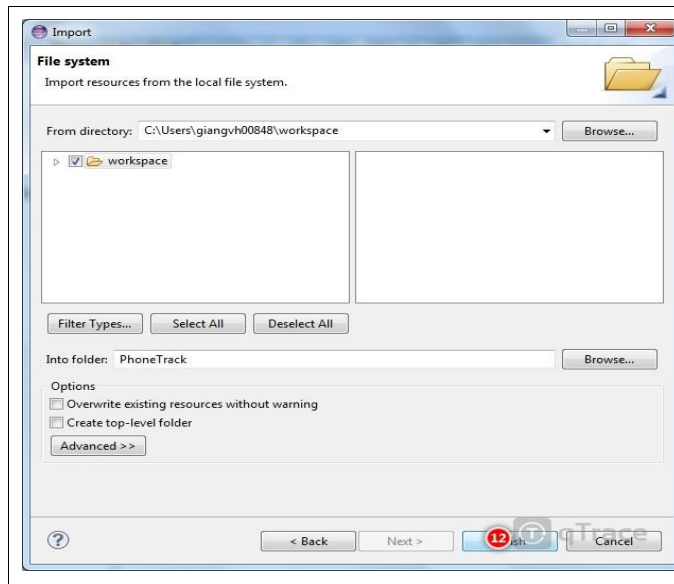 Import
File system
Import resources from the local file system.
From directory: C:\Users\giangvh00848\workspace Browse...
workspace
Filter Types... Select All Deselect All
Into folder: PhoneTrack Browse...
Options
Overwrite existing resources without warning
Create top-level folder
Advanced >>
< Back Next > 12 Cancel
qTrace